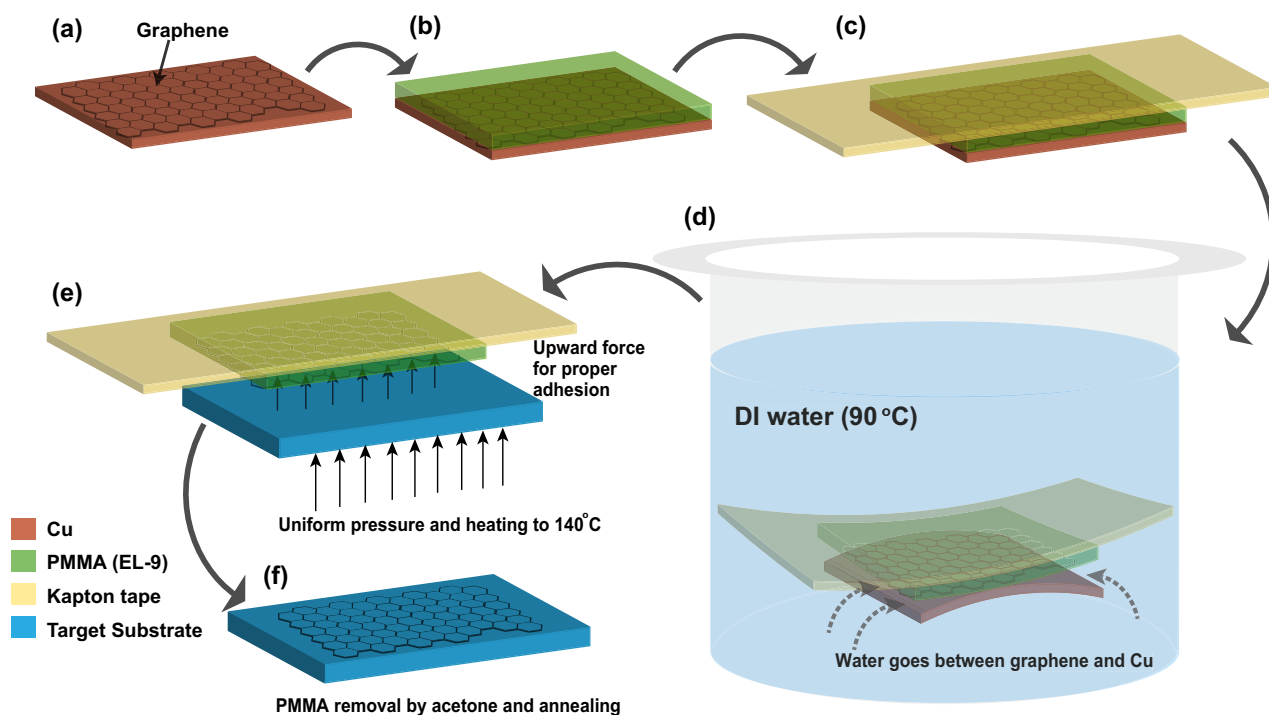 (a)
Graphene
(b)
(c)
(d)
DI water (90 °C)
Water goes between graphene and Cu
(e)
Upward force
for proper
adhesion
Uniform pressure and heating to 140°C
Cu
PMMA (EL-9)
Kapton tape
Target Substrate
(f)
PMMA removal by acetone and annealing